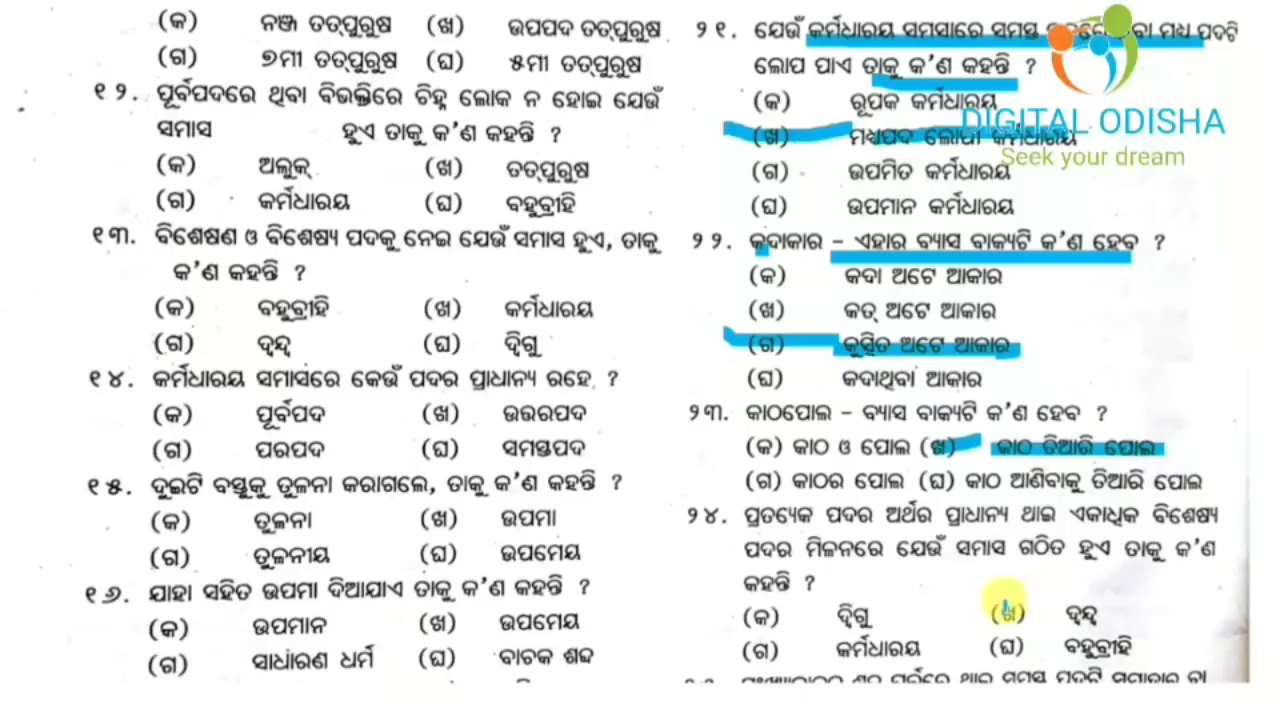 (କ) ନଞ୍ଜ ତତ୍‌ପୁରୁଷ (ଖ) ଉପପଦ ତତ୍‌ପୁରୁଷ
(ଗ) ୭ମୀ ତତ୍‌ପୁରୁଷ (ଘ) ୫ମୀ ତତ୍‌ପୁରୁଷ
୧୨. ପୂର୍ବପଦରେ ଥିବା ବିଭକ୍ତିରେ ଚିହ୍ନ ଲୋକ ନ ହୋଇ ଯେଉଁ
ସମାସ ହୁଏ ତାକୁ କ’ଣ କହନ୍ତି ?
(କ) ଅଲୁକ୍ (ଖ) ତତ୍‌ପୁରୁଷ
(ଗ) କର୍ମଧାରୟ (ଘ) ବହୁବ୍ରୀହି
୧୩. ବିଶେଷଣ ଓ ବିଶେଷ୍ୟ ପଦକୁ ନେଇ ଯେଉଁ ସମାସ ହୁଏ, ତାକୁ
କ’ଣ କହନ୍ତି ?
(କ) ବହୁବ୍ରୀହି (ଖ) କର୍ମଧାରୟ
(ଗ) ଦ୍ୱନ୍ଦ୍ୱ (ଘ) ଦ୍ୱିଗୁ
୧୪. କର୍ମଧାରୟ ସମାସରେ କେଉଁ ପଦର ପ୍ରାଧାନ୍ୟ ରହେ ?
(କ) ପୂର୍ବପଦ (ଖ) ଉତ୍ତରପଦ
(ଗ) ପରପଦ (ଘ) ସମସ୍ତପଦ
୧୫. ଦୁଇଟି ବସ୍ତୁକୁ ତୁଳନା କରାଗଲେ, ତାକୁ କ’ଣ କହନ୍ତି ?
(କ) ତୁଳନା (ଖ) ଉପମା
(ଗ) ତୁଳନୀୟ (ଘ) ଉପମେୟ
୧୬. ଯାହା ସହିତ ଉପମା ଦିଆଯାଏ ତାକୁ କ’ଣ କହନ୍ତି ?
(କ) ଉପମାନ (ଖ) ଉପମେୟ
(ଗ) ସାଧାରଣ ଧର୍ମ (ଘ) ବାଚକ ଶବ୍ଦ
୨୧. ଯେଉଁ କର୍ମଧାରୟ ସମାସରେ ସମସ୍ତ ବା ମଧ୍ୟ ପଦଟି
ଲୋପ ପାଏ ତାକୁ କ’ଣ କହନ୍ତି ?
(କ) ରୂପକ କର୍ମଧାରୟ
(ଖ) ମଧ୍ୟପଦ ଲୋପୀ କର୍ମଧାରୟ
(ଗ) ଉପମିତ କର୍ମଧାରୟ
(ଘ) ଉପମାନ କର୍ମଧାରୟ
୨୨. କଦାକାର – ଏହାର ବ୍ୟାସ ବାକ୍ୟଟି କ’ଣ ହେବ ?
(କ) କଦା ଅଟେ ଆକାର
(ଖ) କତ୍ ଅଟେ ଆକାର
(ଗ) କୁତ୍ସିତ ଅଟେ ଆକାର
(ଘ) କଦାଥିବା ଆକାର
୨୩. କାଠପୋଲ – ବ୍ୟାସ ବାକ୍ୟଟି କ’ଣ ହେବ ?
(କ) କାଠ ଓ ପୋଲ (ଖ) କାଠ ତିଆରି ପୋଲ
(ଗ) କାଠର ପୋଲ (ଘ) କାଠ ଆଣିବାକୁ ତିଆରି ପୋଲ
୨୪. ପ୍ରତ୍ୟେକ ପଦର ଅର୍ଥର ପ୍ରାଧାନ୍ୟ ଥାଇ ଏକାଧିକ ବିଶେଷ୍ୟ
ପଦର ମିଳନରେ ଯେଉଁ ସମାସ ଗଠିତ ହୁଏ ତାକୁ କ’ଣ
କହନ୍ତି ?
(କ) ଦ୍ୱିଗୁ (ଖ) ଦ୍ୱନ୍ଦ୍ୱ
(ଗ) କର୍ମଧାରୟ (ଘ) ବହୁବ୍ରୀହି
DIGITAL ODISHA
Seek your dream